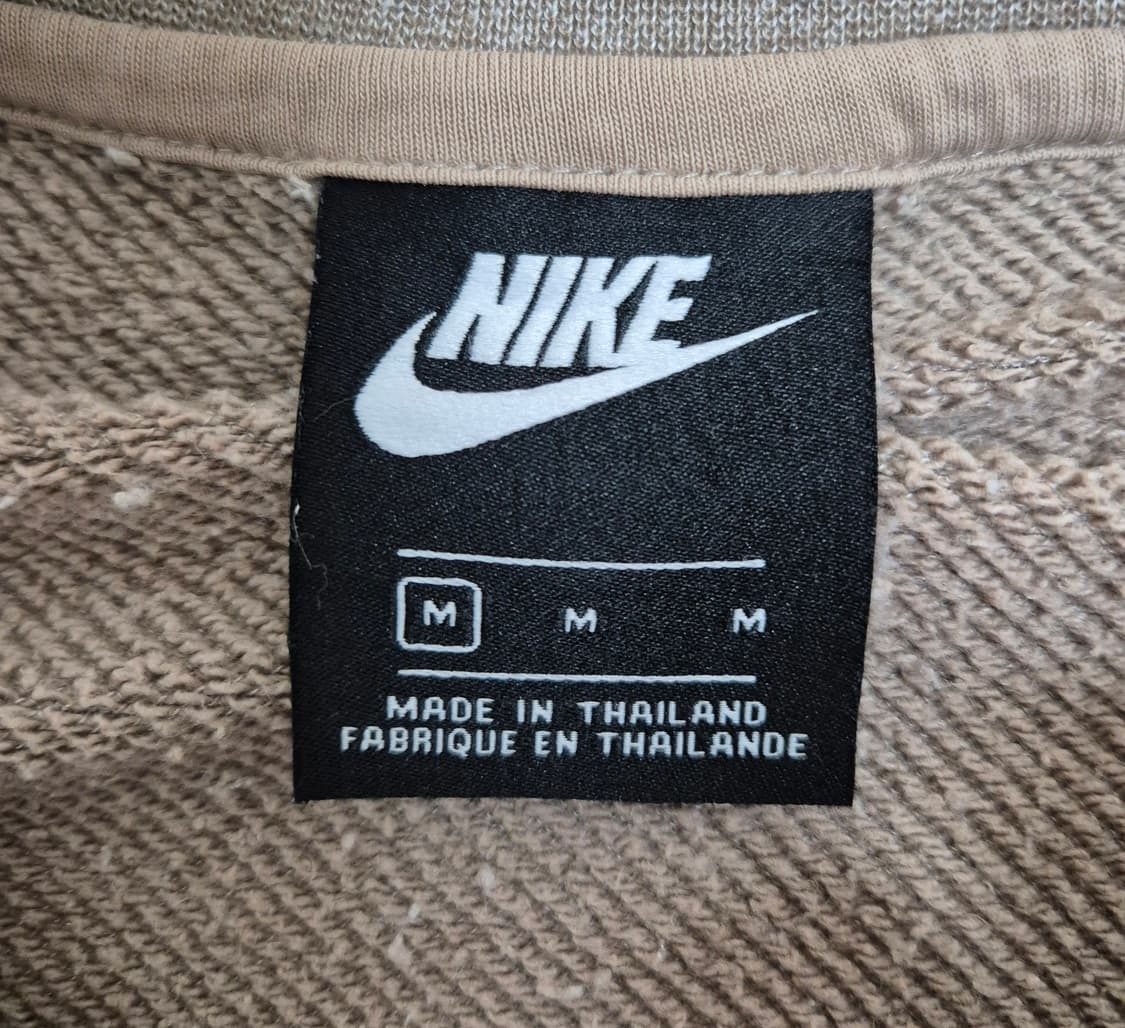 NIKE
M M M
MADE IN THAILAND
FABRIQUE EN THAILANDE